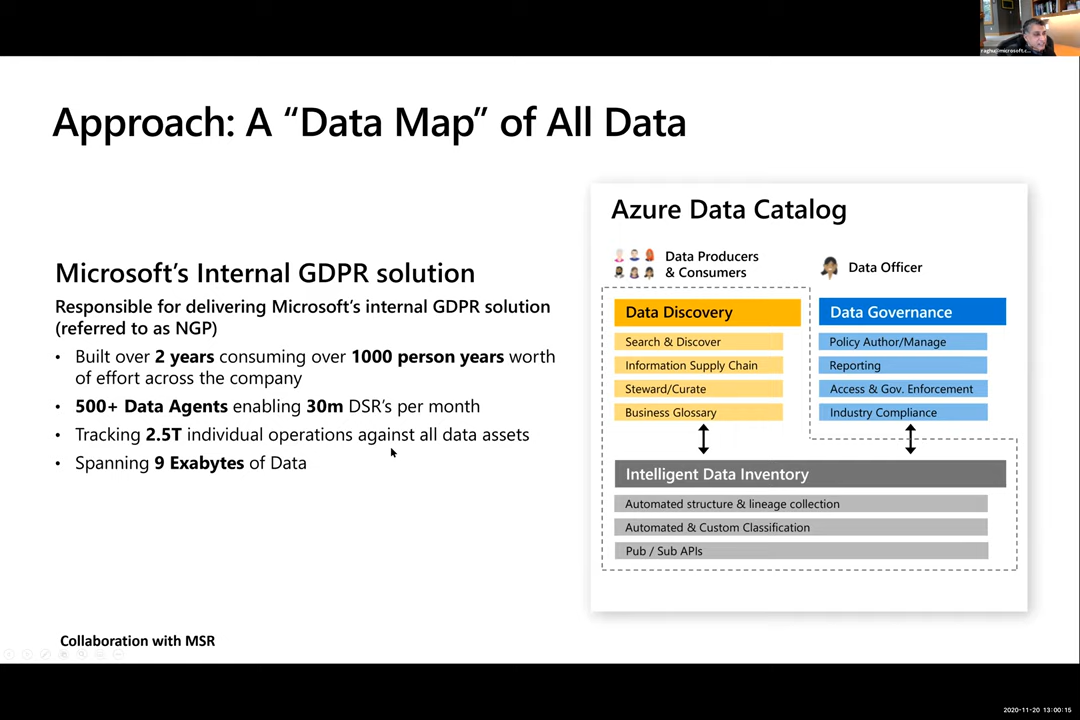 raghu@microsoft.c...
Approach: A “Data Map” of All Data
Microsoft’s Internal GDPR solution
Responsible for delivering Microsoft’s internal GDPR solution
(referred to as NGP)
• Built over 2 years consuming over 1000 person years worth
of effort across the company
• 500+ Data Agents enabling 30m DSR’s per month
• Tracking 2.5T individual operations against all data assets
• Spanning 9 Exabytes of Data
Collaboration with MSR
Azure Data Catalog
Data Producers
& Consumers
Data Officer
Data Discovery
Search & Discover
Information Supply Chain
Steward/Curate
Business Glossary
Data Governance
Policy Author/Manage
Reporting
Access & Gov. Enforcement
Industry Compliance
Intelligent Data Inventory
Automated structure & lineage collection
Automated & Custom Classification
Pub / Sub APIs
2020-11-20 13:00:15